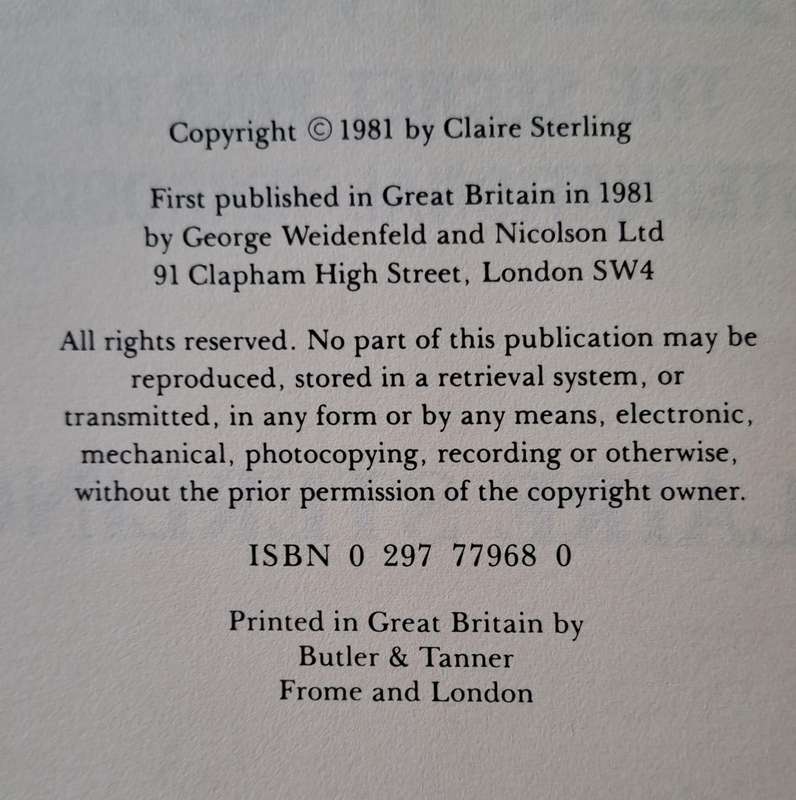 Copyright © 1981 by Claire Sterling
First published in Great Britain in 1981
by George Weidenfeld and Nicolson Ltd
91 Clapham High Street, London SW4
All rights reserved. No part of this publication may be
reproduced, stored in a retrieval system, or
transmitted, in any form or by any means, electronic,
mechanical, photocopying, recording or otherwise,
without the prior permission of the copyright owner.
ISBN 0 297 77968 0
Printed in Great Britain by
Butler & Tanner
Frome and London